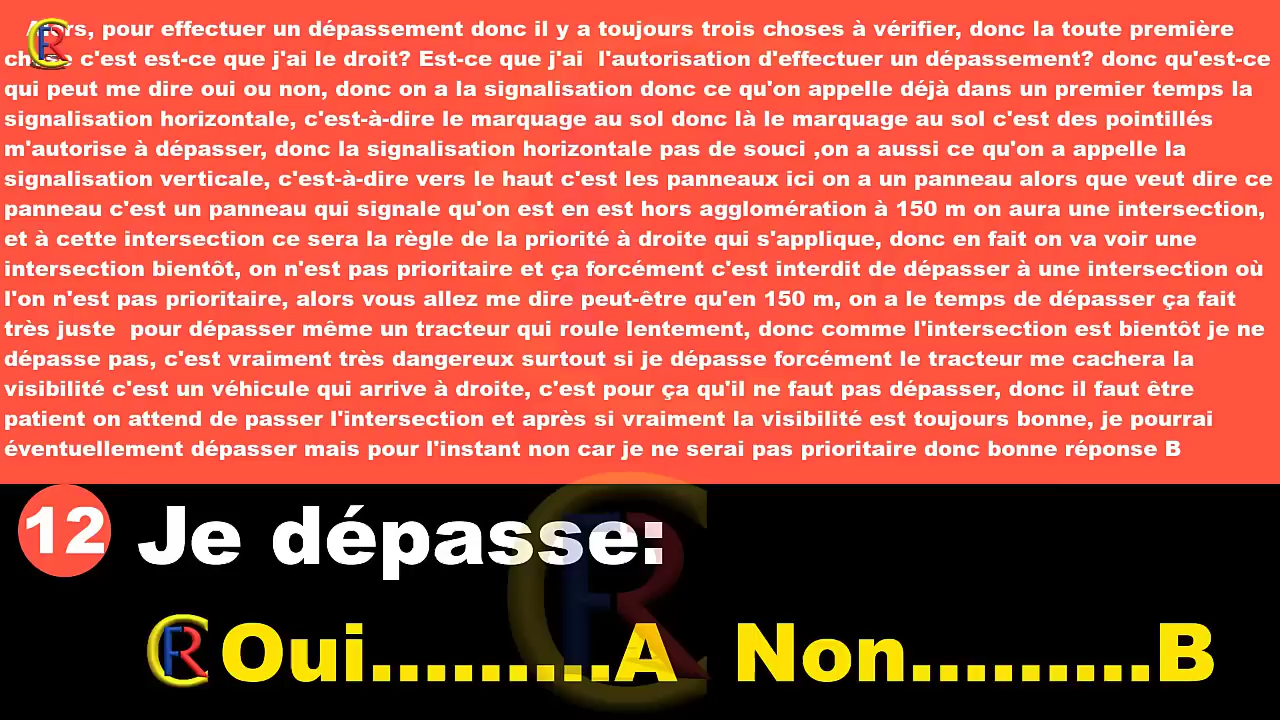 Alors, pour effectuer un dépassement donc il y a toujours trois choses à vérifier, donc la toute première
chose c'est est-ce que j'ai le droit? Est-ce que j'ai l'autorisation d'effectuer un dépassement? donc qu'est-ce
qui peut me dire oui ou non, donc on a la signalisation donc ce qu'on appelle déjà dans un premier temps la
signalisation horizontale, c'est-à-dire le marquage au sol donc là le marquage au sol c'est des pointillés
m'autorise à dépasser, donc la signalisation horizontale pas de souci ,on a aussi ce qu'on a appelle la
signalisation verticale, c'est-à-dire vers le haut c'est les panneaux ici on a un panneau alors que veut dire ce
panneau c'est un panneau qui signale qu'on est en est hors agglomération à 150 m on aura une intersection,
et à cette intersection ce sera la règle de la priorité à droite qui s'applique, donc en fait on va voir une
intersection bientôt, on n'est pas prioritaire et ça forcément c'est interdit de dépasser à une intersection où
l'on n'est pas prioritaire, alors vous allez me dire peut-être qu'en 150 m, on a le temps de dépasser ça fait
très juste pour dépasser même un tracteur qui roule lentement, donc comme l'intersection est bientôt je ne
dépasse pas, c'est vraiment très dangereux surtout si je dépasse forcément le tracteur me cachera la
visibilité c'est un véhicule qui arrive à droite, c'est pour ça qu'il ne faut pas dépasser, donc il faut être
patient on attend de passer l'intersection et après si vraiment la visibilité est toujours bonne, je pourrai
éventuellement dépasser mais pour l'instant non car je ne serai pas prioritaire donc bonne réponse B
12 Je dépasse:
Oui.........A Non.........B